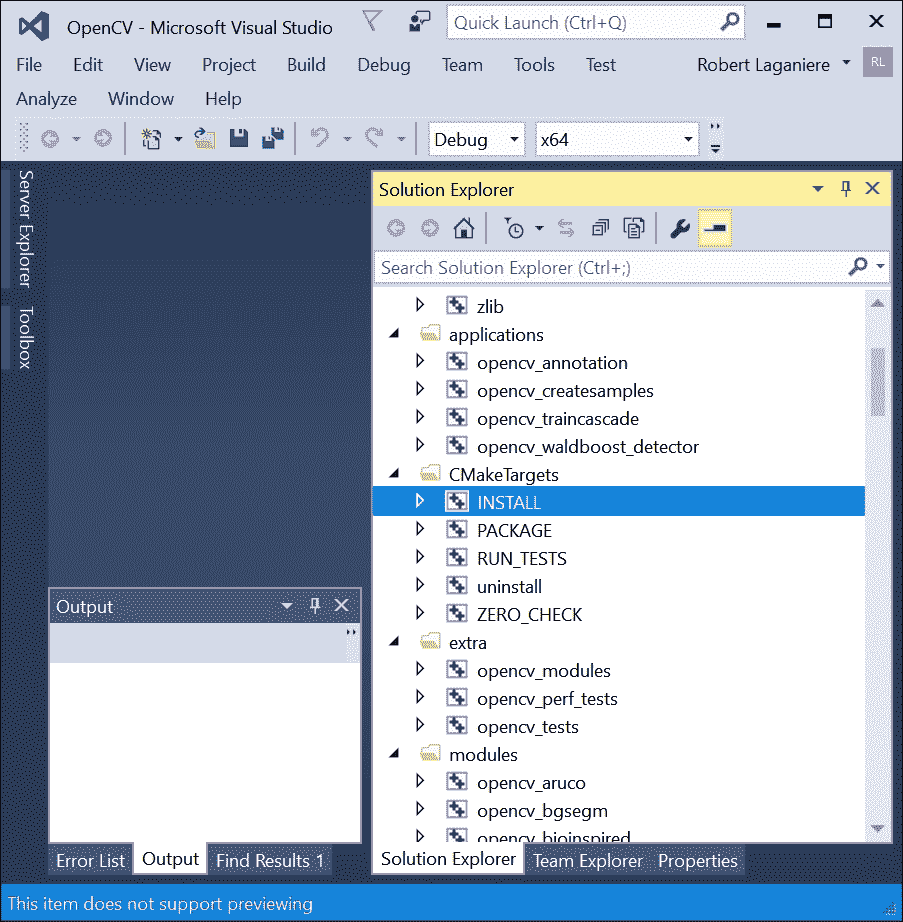 OpenCV - Microsoft Visual Studio
Quick Launch (Ctrl+Q)
File Edit View Project Build Debug Team Tools Test
Robert Laganiere
RL
Analyze Window Help
Debug
x64
Server Explorer
Toolbox
Solution Explorer
Search Solution Explorer (Ctrl+;)
zlib
applications
opencv_annotation
opencv_createsamples
opencv_traincascade
opencv_waldboost_detector
CMakeTargets
INSTALL
PACKAGE
RUN_TESTS
uninstall
ZERO_CHECK
extra
opencv_modules
opencv_perf_tests
opencv_tests
modules
opencv_aruco
opencv_bgsegm
opencv_bioinspired
Output
Error List Output Find Results 1
Solution Explorer Team Explorer Properties
This item does not support previewing